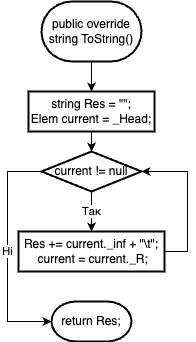 public override
string ToString()
string Res = "";
Elem current = _Head;
current != null
Так
Res += current._inf + "\t";
current = current._R;
Ні
return Res;